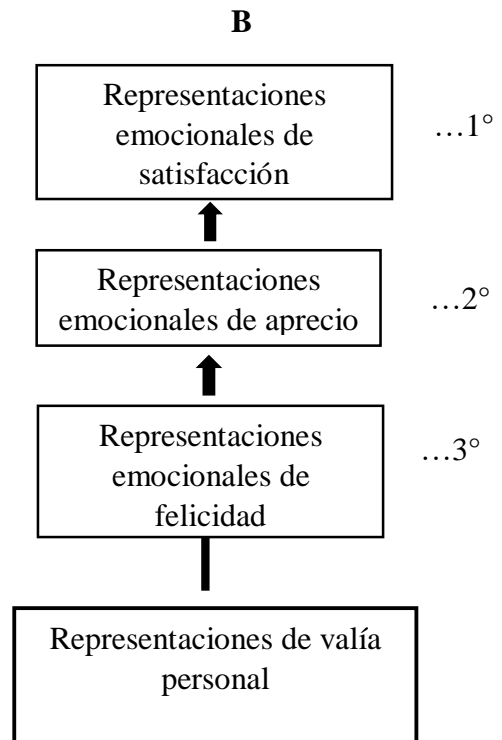 B
Representaciones
emocionales de
satisfacción
…1°
Representaciones
emocionales de aprecio
…2°
Representaciones
emocionales de
felicidad
…3°
Representaciones de valía
personal